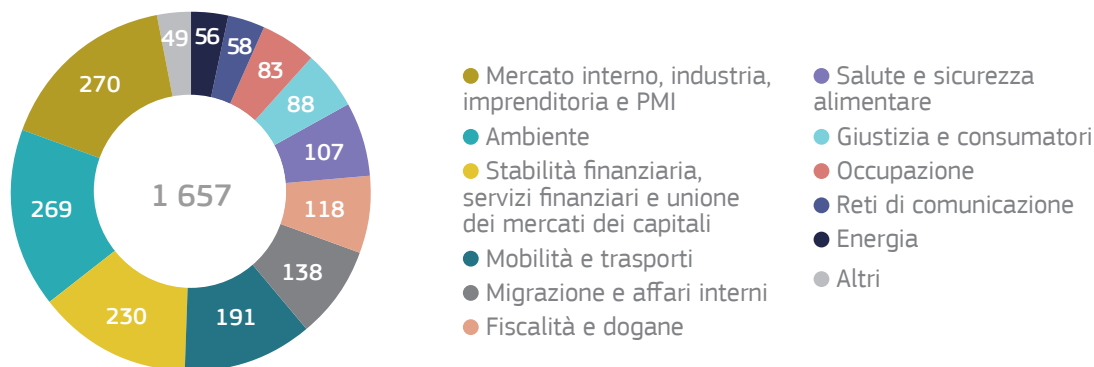 49
56
58
83
88
107
118
138
191
230
269
270
1 657
Mercato interno, industria,
imprenditoria e PMI
Ambiente
Stabilità finanziaria,
servizi finanziari e unione
dei mercati dei capitali
Mobilità e trasporti
Migrazione e affari interni
Fiscalità e dogane
Salute e sicurezza
alimentare
Giustizia e consumatori
Occupazione
Reti di comunicazione
Energia
Altri